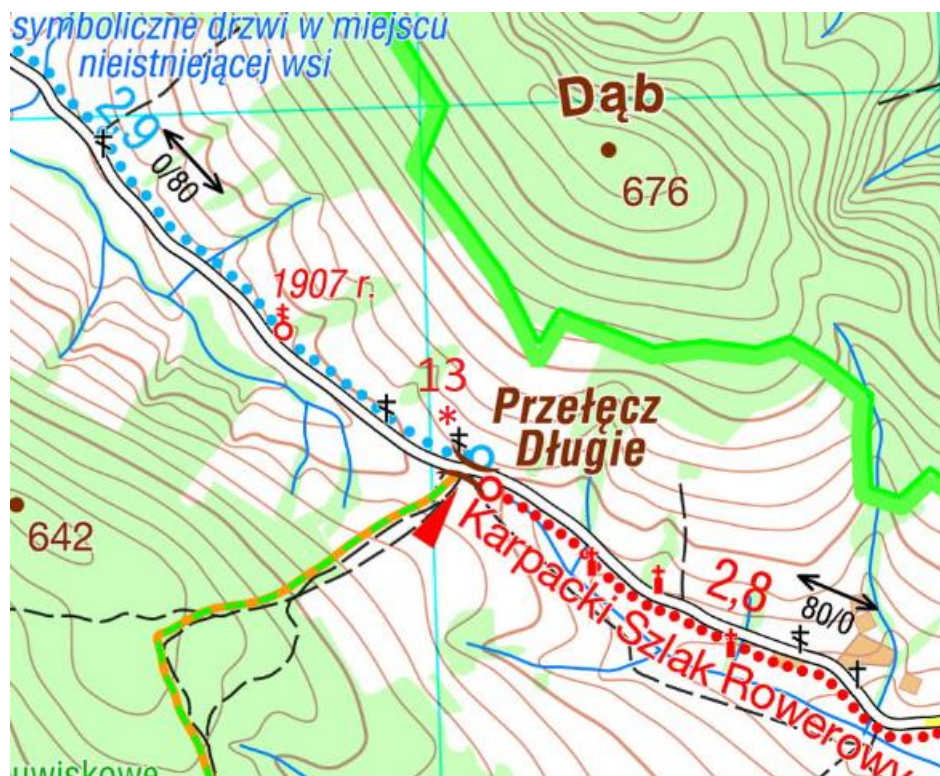 symboliczne drzwi w miejscu
nieistniejącej wsi
Dąb
676
2,9
0/80
1907 r.
13
*
Przełęcz
Długie
642
Karpacki Szlak Rowerowy
2,8
80/0
uwiskowe